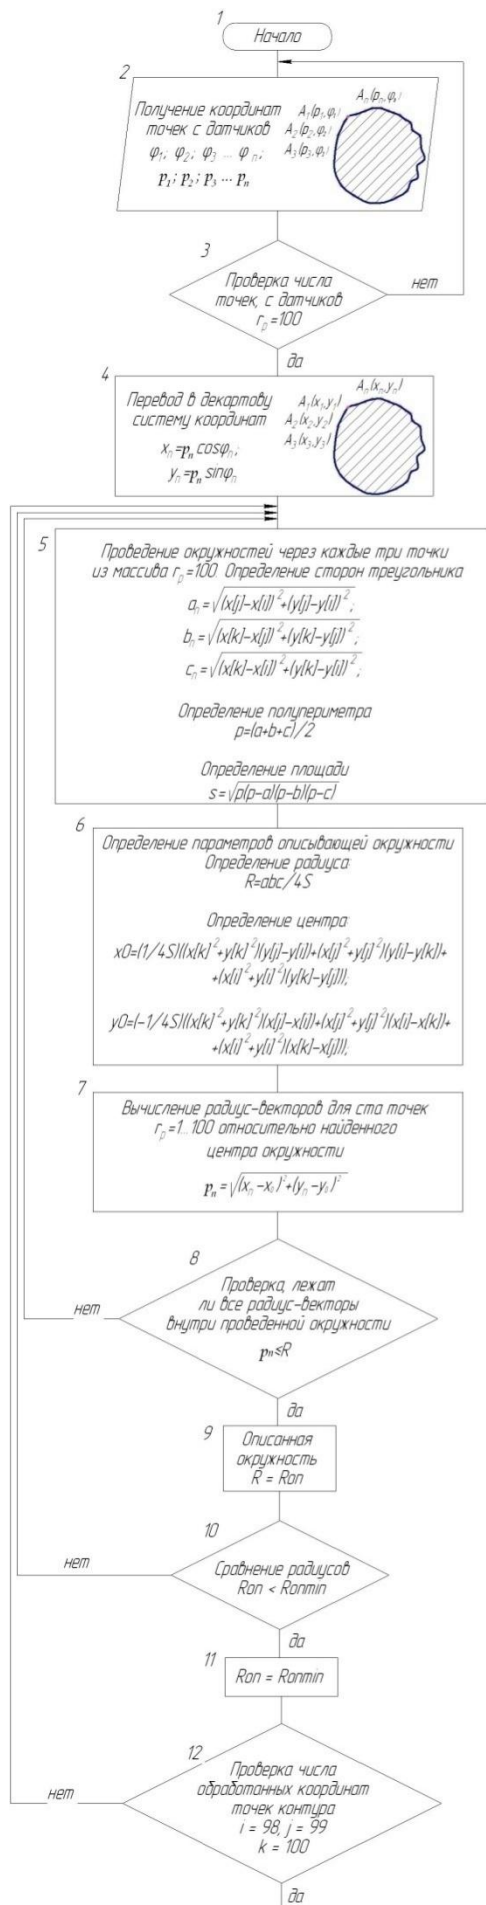 1
Начало
2
Получение координат
точек с датчиков
φ₁; φ₂; φ₃ ... φ n;
p₁; p₂; p₃ ... pₙ
Aₙ(pₙ,φₙ)
A₁(p₁,φ₁)
A₂(p₂,φ₂)
A₃(p₃,φ₃)
3
Проверка числа
точек, с датчиков
rₚ=100
нет
да
4
Перевод в декартову
систему координат
xₙ=pₙ cosφₙ;
yₙ=pₙ sinφₙ
Aₙ(xₙ,yₙ)
A₁(x₁,y₁)
A₂(x₂,y₂)
A₃(x₃,y₃)
5
Проведение окружностей через каждые три точки
из массива rₚ=100. Определение сторон треугольника
aₙ=√(x[j]-x[i])²+(y[j]-y[i])²;
bₙ=√(x[k]-x[j])²+(y[k]-y[j])²;
cₙ=√(x[k]-x[i])²+(y[k]-y[i])²;
Определение полупериметра
p=(a+b+c)/2
Определение площади
s=√p(p-a)(p-b)(p-c)
6
Определение параметров описывающей окружности
Определение радиуса:
R=abc/4S
Определение центра:
x0=(1/4S)((x[k]²+y[k]²)(y[j]-y[i])+(x[j]²+y[j]²)(y[i]-y[k])+
+(x[i]²+y[i]²)(y[k]-y[j]));
y0=(-1/4S)((x[k]²+y[k]²)(x[j]-x[i])+(x[j]²+y[j]²)(x[i]-x[k])+
+(x[i]²+y[i]²)(x[k]-x[j]));
7
Вычисление радиус-векторов для ста точек
rₚ=1...100 относительно найденного
центра окружности
pₙ=√(xₙ-x₀)²+(yₙ-y₀)²
8
Проверка, лежат
ли все радиус-векторы
внутри проведенной окружности
pₙ≤R
нет
да
9
Описанная
окружность
R = Rоп
10
Сравнение радиусов
Rоп < Rопmin
нет
да
11
Rоп = Rопmin
12
Проверка числа
обработанных координат
точек контура
i = 98, j = 99
k = 100
нет
да